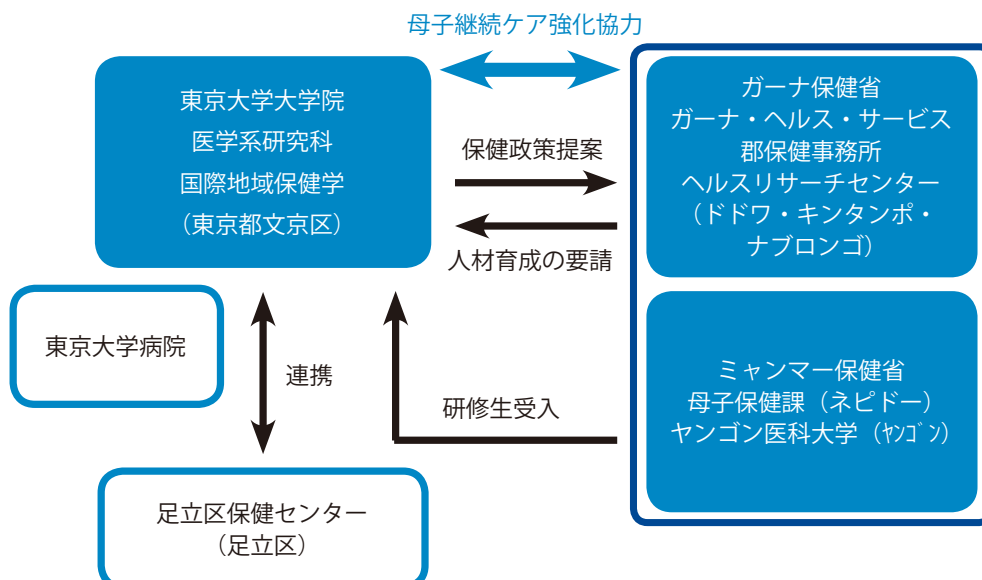 母子継続ケア強化協力
東京大学大学院
医学系研究科
国際地域保健学
（東京都文京区）
保健政策提案
人材育成の要請
ガーナ保健省
ガーナ・ヘルス・サービス
郡保健事務所
ヘルスリサーチセンター
（ドドワ・キンタンポ・
ナブロンゴ）
東京大学病院
連携
研修生受入
ミャンマー保健省
母子保健課（ネピドー）
ヤンゴン医科大学（ﾔﾝｺﾞﾝ）
足立区保健センター
（足立区）